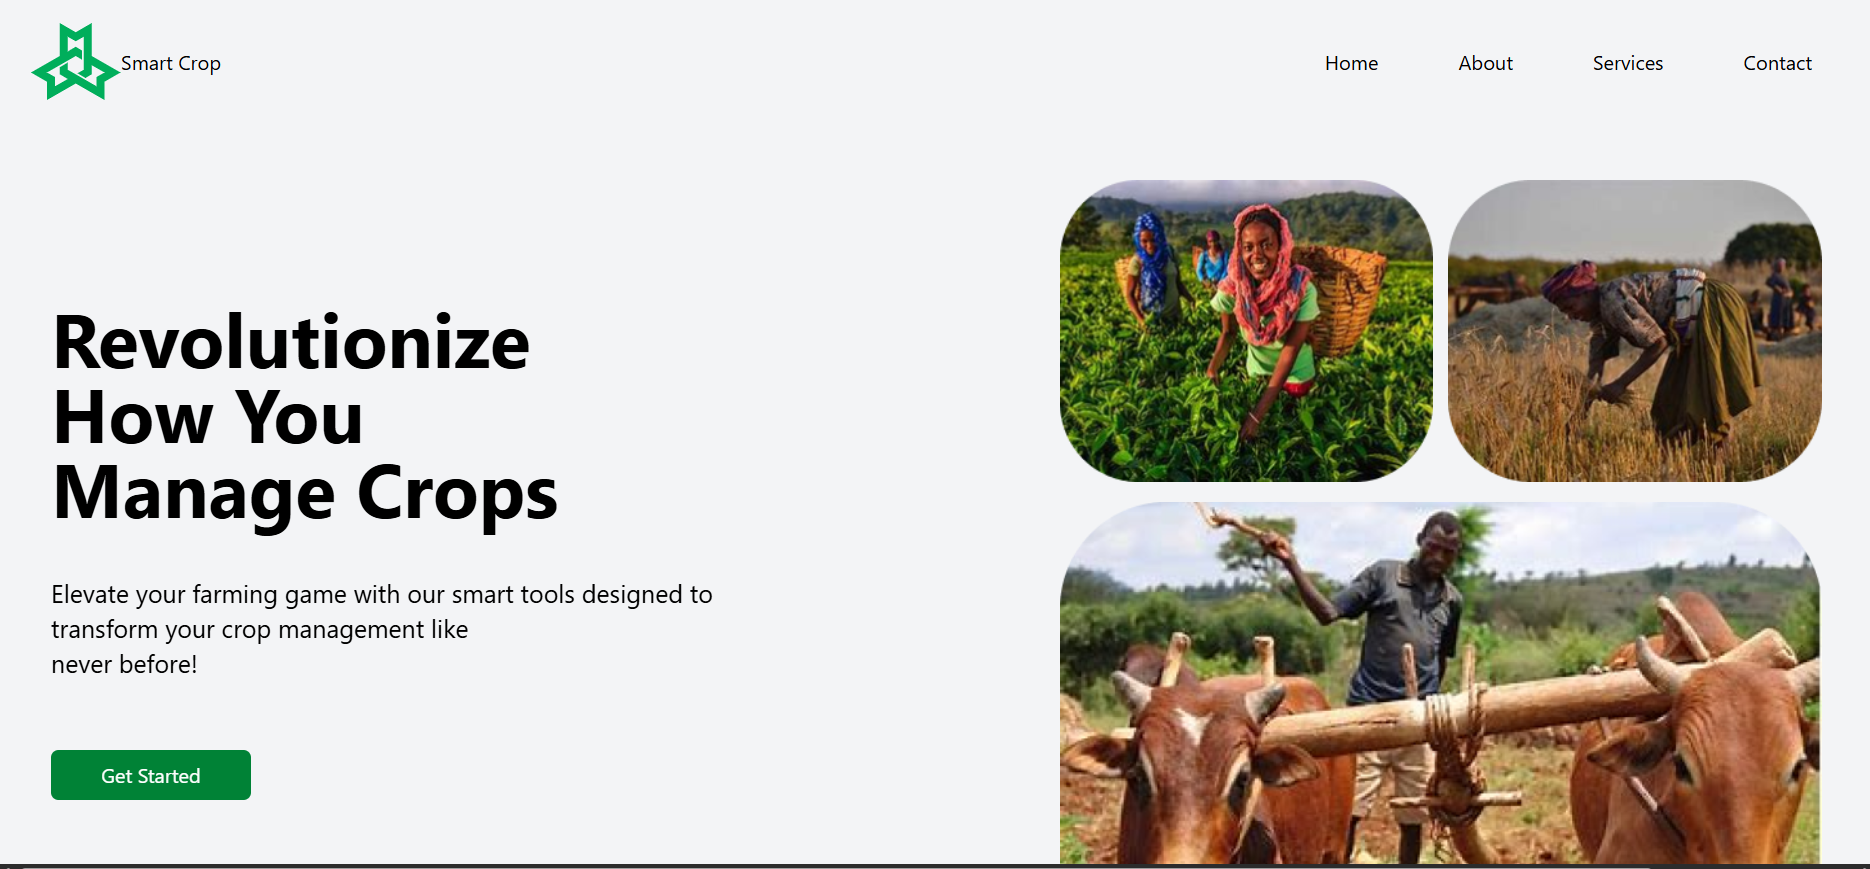 Smart Crop
Home
About
Services
Contact
Revolutionize
How You
Manage Crops
Elevate your farming game with our smart tools designed to
transform your crop management like
never before!
Get Started